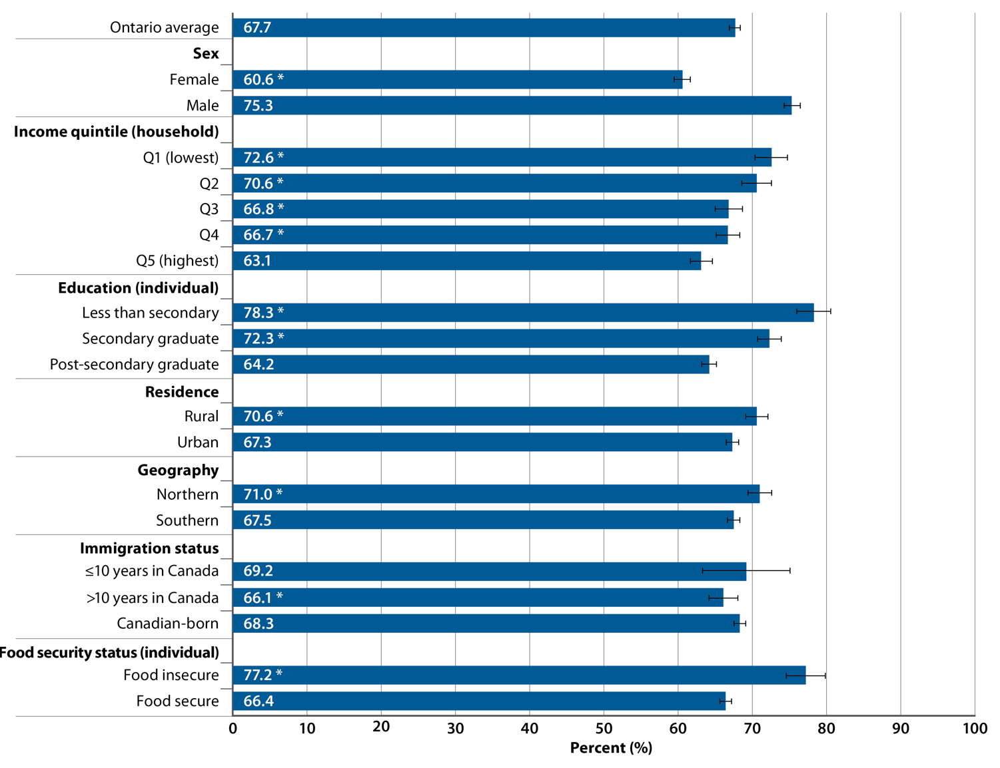 Ontario average 67.7
Sex
Female 60.6 *
Male 75.3
Income quintile (household)
Q1 (lowest) 72.6 *
Q2 70.6 *
Q3 66.8 *
Q4 66.7 *
Q5 (highest) 63.1
Education (individual)
Less than secondary 78.3 *
Secondary graduate 72.3 *
Post-secondary graduate 64.2
Residence
Rural 70.6 *
Urban 67.3
Geography
Northern 71.0 *
Southern 67.5
Immigration status
≤10 years in Canada 69.2
>10 years in Canada 66.1 *
Canadian-born 68.3
Food security status (individual)
Food insecure 77.2 *
Food secure 66.4
0 10 20 30 40 50 60 70 80 90 100
Percent (%)